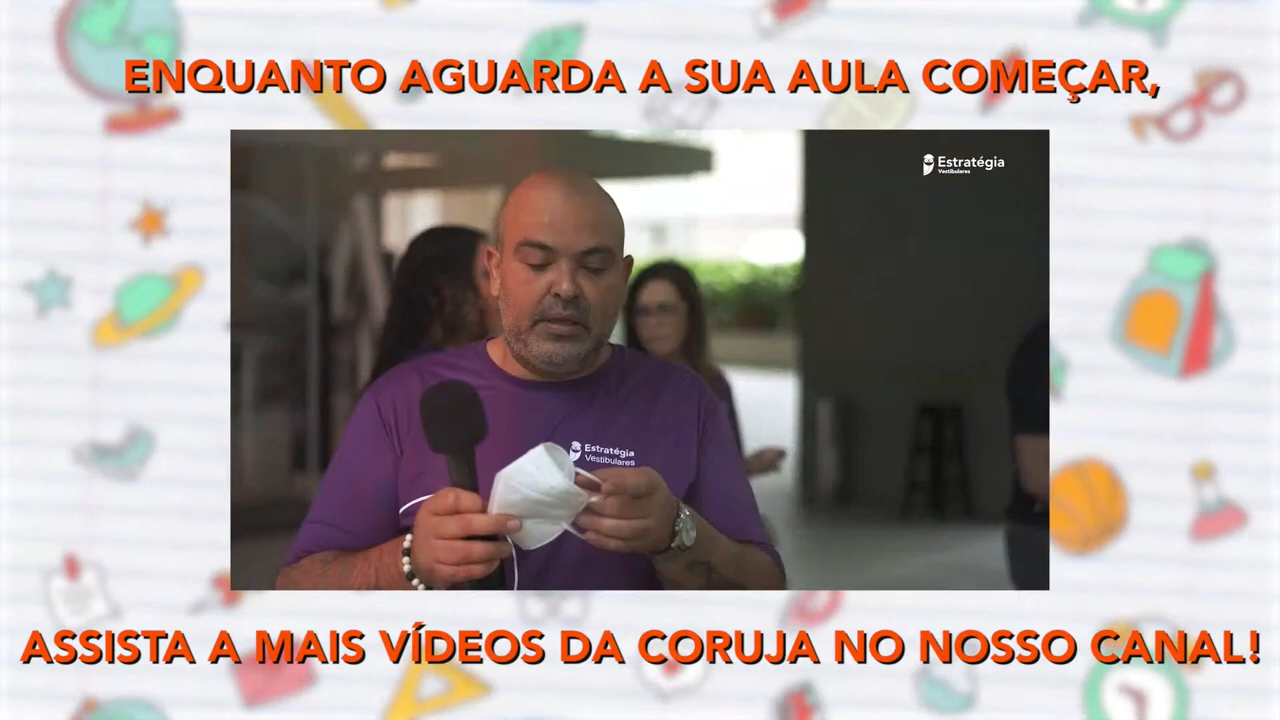 ENQUANTO AGUARDA A SUA AULA COMEÇAR,
Estratégia
Vestibulares
Estratégia
Vestibulares
ASSISTA A MAIS VÍDEOS DA CORUJA NO NOSSO CANAL!